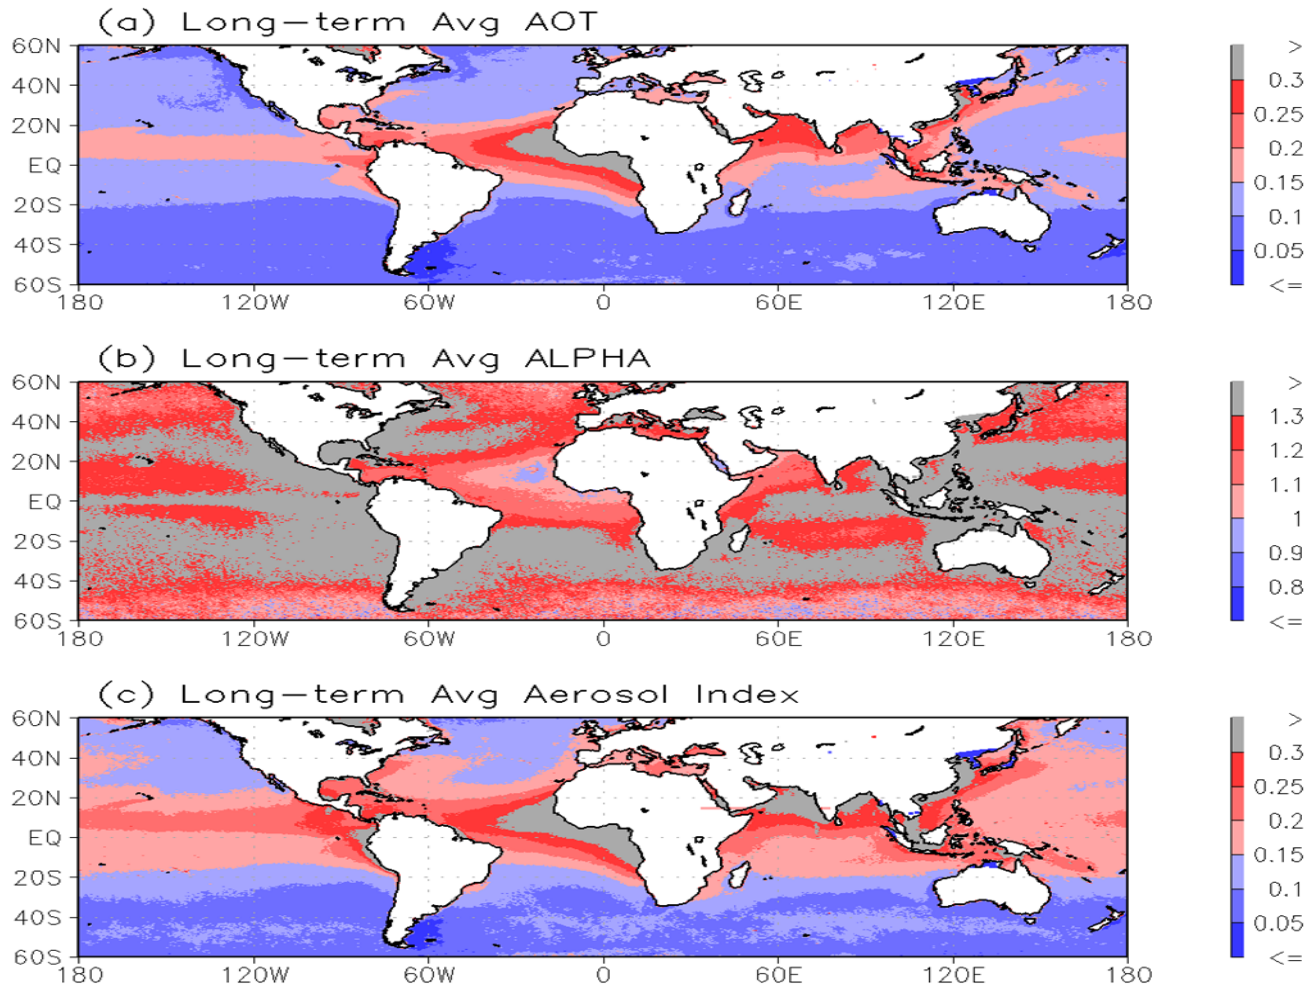 (a) Long-term Avg AOT
60N
40N
20N
EQ
20S
40S
60S
180 120W 60W 0 60E 120E 180
>
0.3
0.25
0.2
0.15
0.1
0.05
<=
(b) Long-term Avg ALPHA
60N
40N
20N
EQ
20S
40S
60S
180 120W 60W 0 60E 120E 180
>
1.3
1.2
1.1
1
0.9
0.8
<=
(c) Long-term Avg Aerosol Index
60N
40N
20N
EQ
20S
40S
60S
180 120W 60W 0 60E 120E 180
>
0.3
0.25
0.2
0.15
0.1
0.05
<=